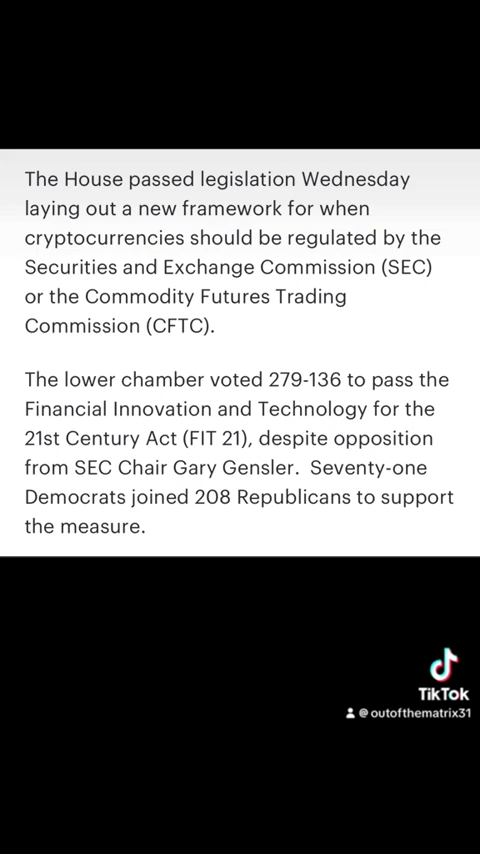 The House passed legislation Wednesday
laying out a new framework for when
cryptocurrencies should be regulated by the
Securities and Exchange Commission (SEC)
or the Commodity Futures Trading
Commission (CFTC).
The lower chamber voted 279-136 to pass the
Financial Innovation and Technology for the
21st Century Act (FIT 21), despite opposition
from SEC Chair Gary Gensler.  Seventy-one
Democrats joined 208 Republicans to support
the measure.
TikTok
@outofthematrix31